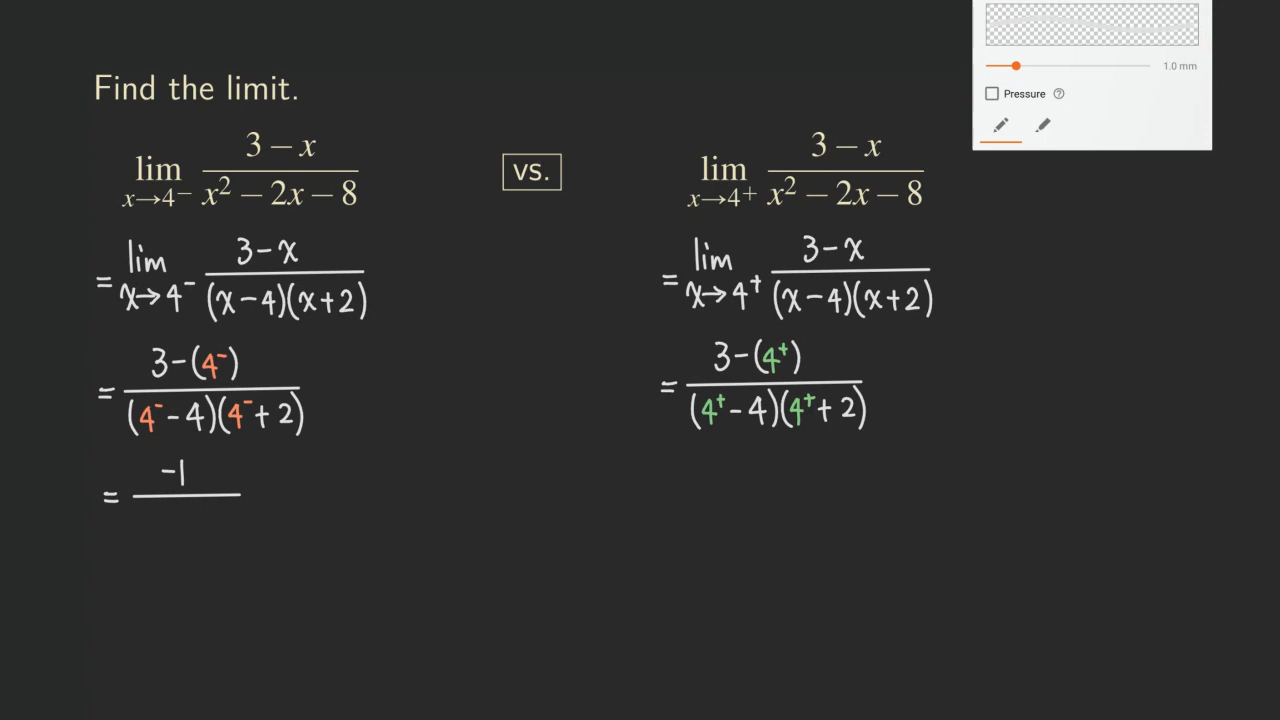 Find the limit.
lim x→4⁻ (3 − x)/(x² − 2x − 8)
vs.
lim x→4⁺ (3 − x)/(x² − 2x − 8)
= lim x→4⁻ (3-x)/((x-4)(x+2))
= lim x→4⁺ (3-x)/((x-4)(x+2))
= (3-(4⁻))/((4⁻-4)(4⁻+2))
= (3-(4⁺))/((4⁺-4)(4⁺+2))
= -1/
1.0 mm
Pressure ?